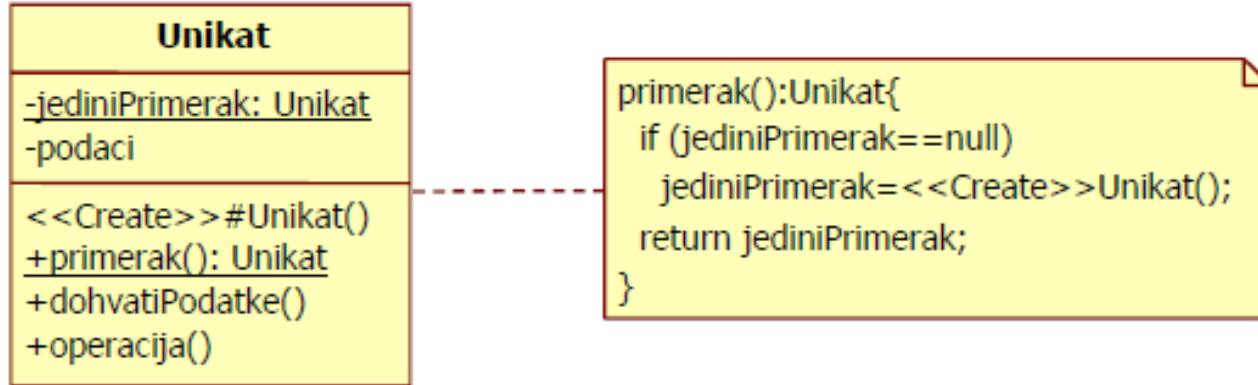 Unikat
-jediniPrimerak: Unikat
-podaci
<<Create>>#Unikat()
+primerak(): Unikat
+dohvatiPodatke()
+operacija()
primerak():Unikat{
if (jediniPrimerak==null)
jediniPrimerak=<<Create>>Unikat();
return jediniPrimerak;
}